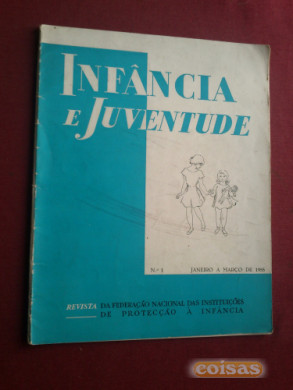 INFÂNCIA
E JUVENTUDE
JANEIRO A MARÇO DE
REVISTA DA FEDERAÇÃO NACIONAL DAS INSTITUIÇÕES
DE PROTECÇÃO À INFÂNCIA
coisas